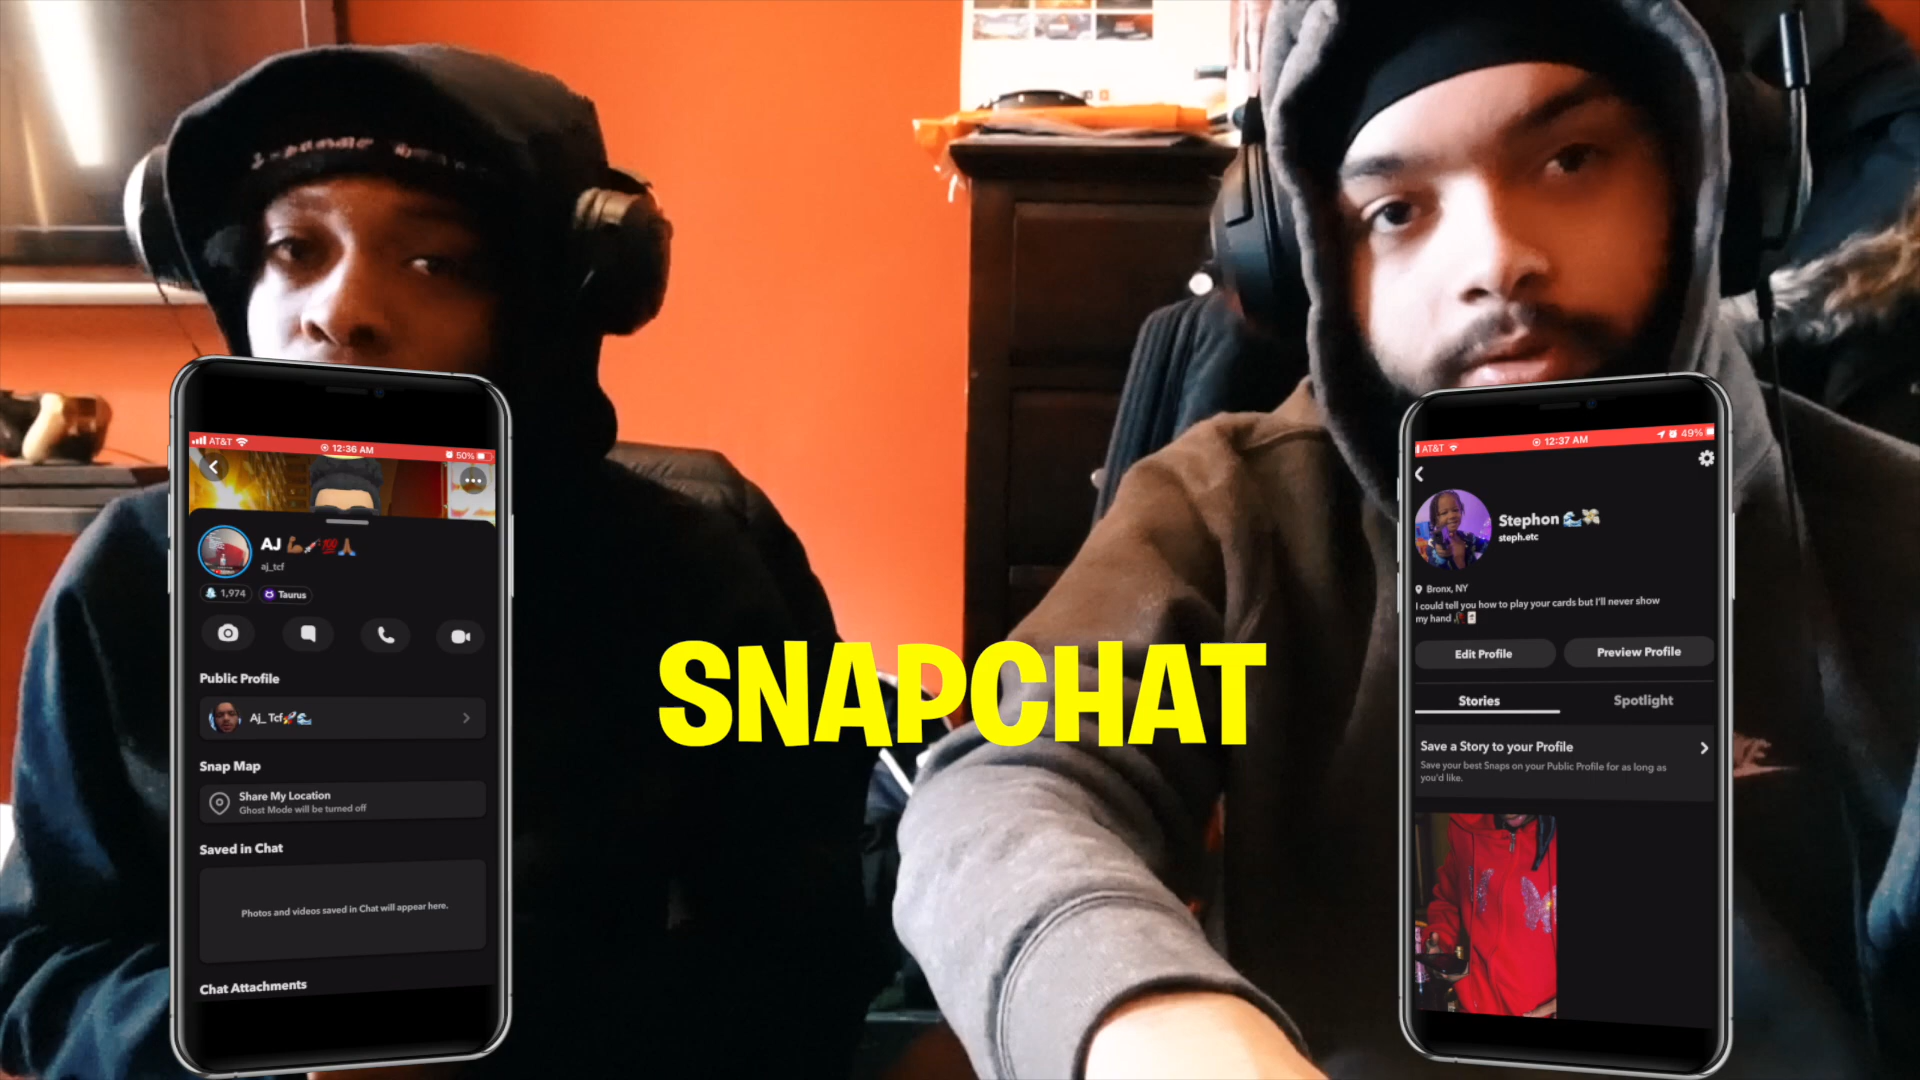 AT&T 12:36 AM 50%
AJ 💪🏽🚀💯🙏🏽
aj_tcf
1,974 Taurus
Public Profile
Aj_Tcf🚀🌊
Snap Map
Share My Location
Ghost Mode will be turned off
Saved in Chat
Photos and videos saved in Chat will appear here.
Chat Attachments
SNAPCHAT
AT&T 12:37 AM 49%
Stephon 🌊💸
steph.etc
Bronx, NY
I could tell you how to play your cards but I'll never show
my hand
Edit Profile Preview Profile
Stories Spotlight
Save a Story to your Profile
Save your best Snaps on your Public Profile for as long as
you'd like.